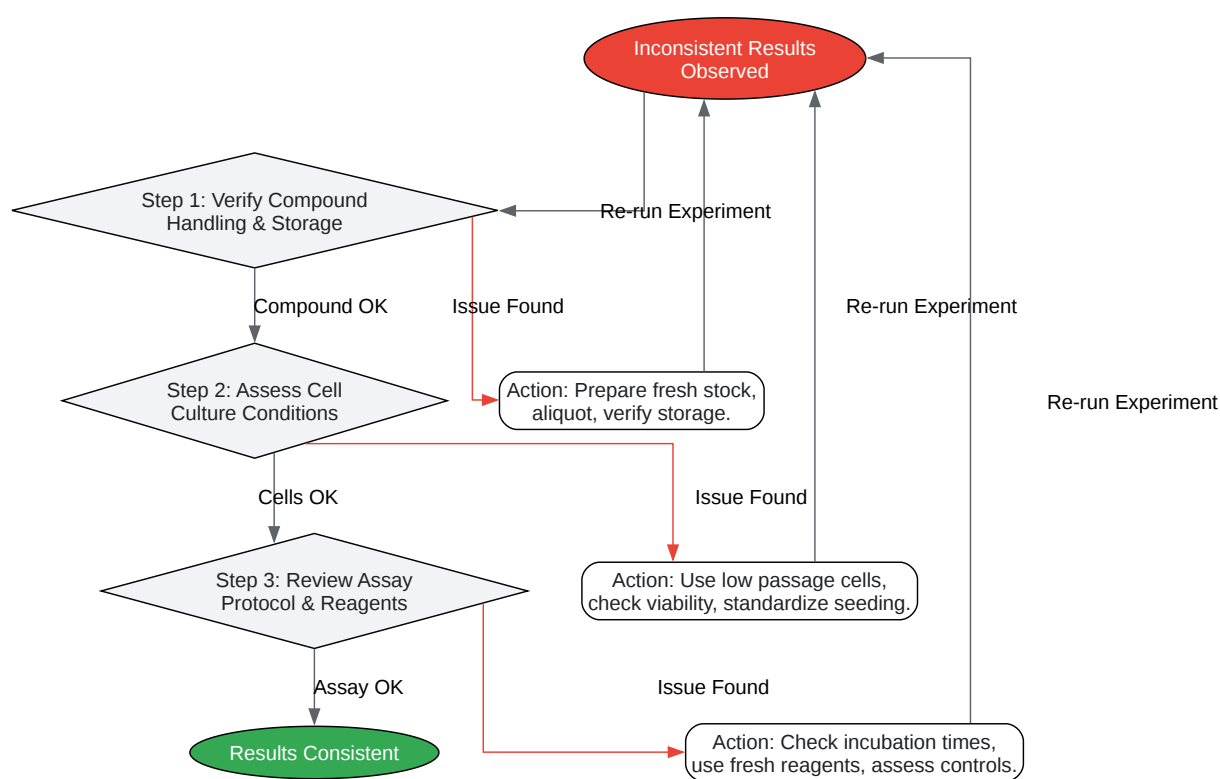 Inconsistent Results
Observed
Step 1: Verify Compound
Handling & Storage
Re-run Experiment
Compound OK
Issue Found
Re-run Experiment
Step 2: Assess Cell
Culture Conditions
Action: Prepare fresh stock,
aliquot, verify storage.
Re-run Experiment
Cells OK
Issue Found
Step 3: Review Assay
Protocol & Reagents
Action: Use low passage cells,
check viability, standardize seeding.
Assay OK
Issue Found
Results Consistent
Action: Check incubation times,
use fresh reagents, assess controls.